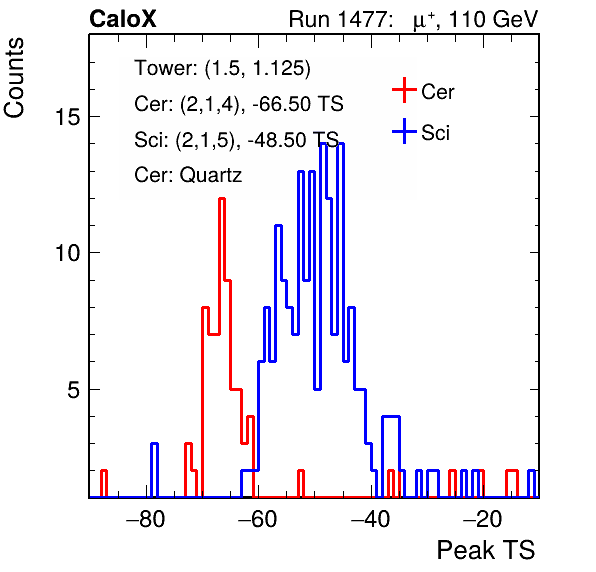 CaloX Run 1477: μ⁺, 110 GeV
Counts
Tower: (1.5, 1.125)
Cer: (2,1,4), -66.50 TS
Sci: (2,1,5), -48.50 TS
Cer: Quartz
Cer
Sci
15
10
5
−80 −60 −40 −20
Peak TS